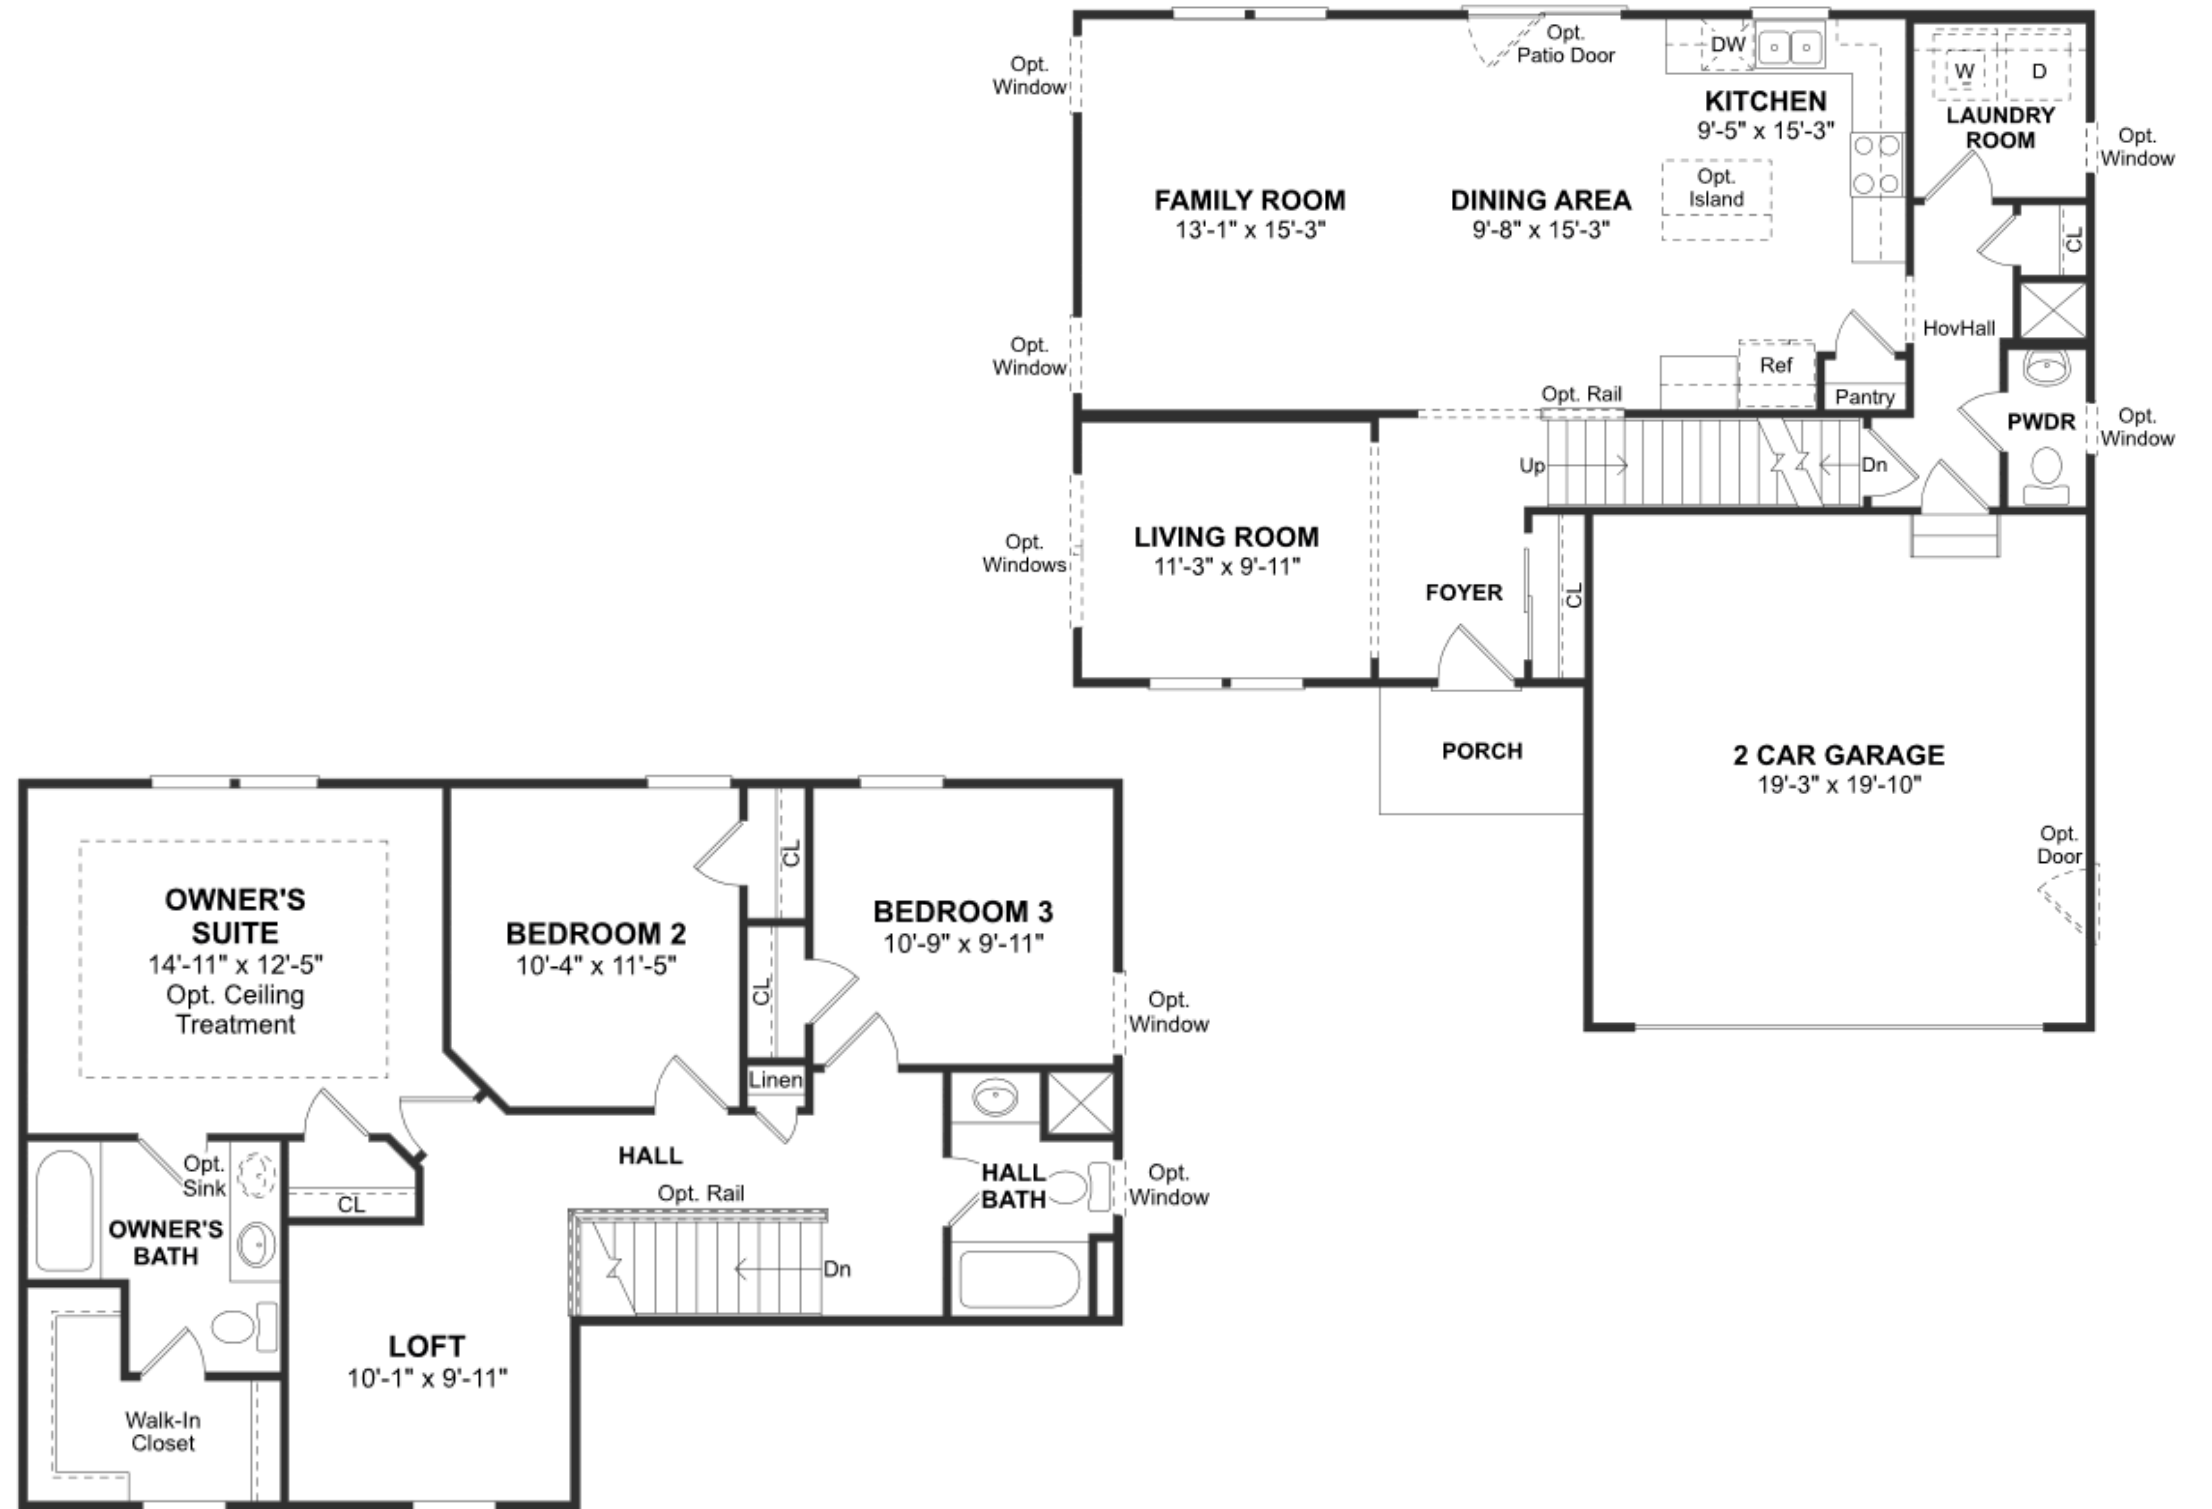 Opt.
Window
Opt.
Patio Door
DW
KITCHEN
9'-5" x 15'-3"
W
D
LAUNDRY
ROOM
Opt.
Window
FAMILY ROOM
13'-1" x 15'-3"
DINING AREA
9'-8" x 15'-3"
Opt.
Island
CL
HovHall
Opt.
Window
Ref
Pantry
Opt. Rail
PWDR
Opt.
Window
Up
Dn
LIVING ROOM
11'-3" x 9'-11"
Opt.
Windows
FOYER
CL
PORCH
2 CAR GARAGE
19'-3" x 19'-10"
Opt.
Door
OWNER'S
SUITE
14'-11" x 12'-5"
Opt. Ceiling
Treatment
BEDROOM 2
10'-4" x 11'-5"
CL
CL
BEDROOM 3
10'-9" x 9'-11"
Opt.
Window
Linen
HALL
Opt. Rail
Dn
HALL
BATH
Opt.
Window
Opt.
Sink
CL
OWNER'S
BATH
LOFT
10'-1" x 9'-11"
Walk-In
Closet